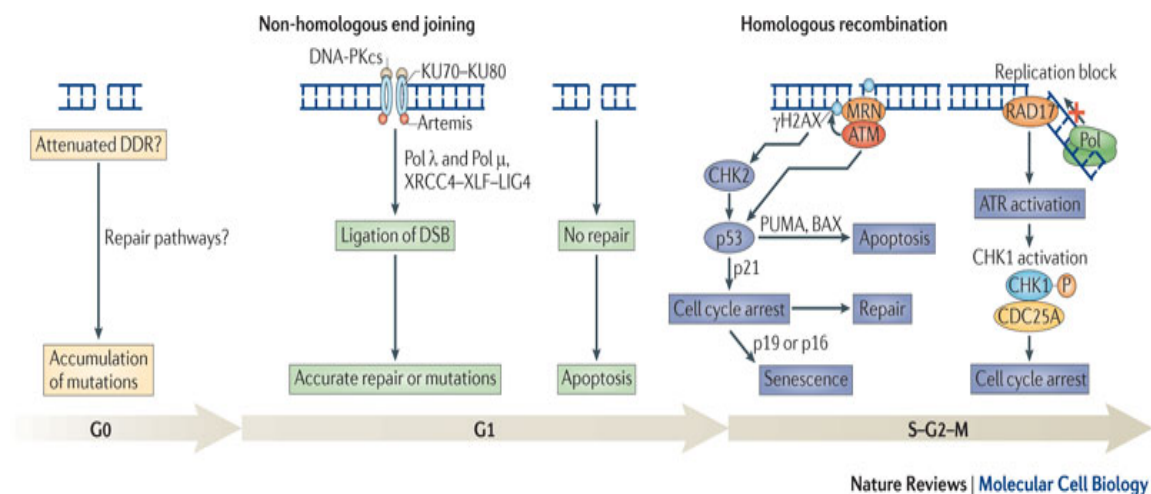 Non-homologous end joining
DNA-PKcs
KU70–KU80
Artemis
Attenuated DDR?
Repair pathways?
Accumulation
of mutations
Pol λ and Pol μ,
XRCC4–XLF–LIG4
Ligation of DSB
Accurate repair or mutations
No repair
Apoptosis
Homologous recombination
γH2AX
MRN
ATM
CHK2
p53
PUMA, BAX
Apoptosis
p21
Cell cycle arrest
Repair
p19 or p16
Senescence
Replication block
RAD17
Pol
ATR activation
CHK1 activation
CHK1
P
CDC25A
Cell cycle arrest
G0
G1
S–G2–M
Nature Reviews | Molecular Cell Biology